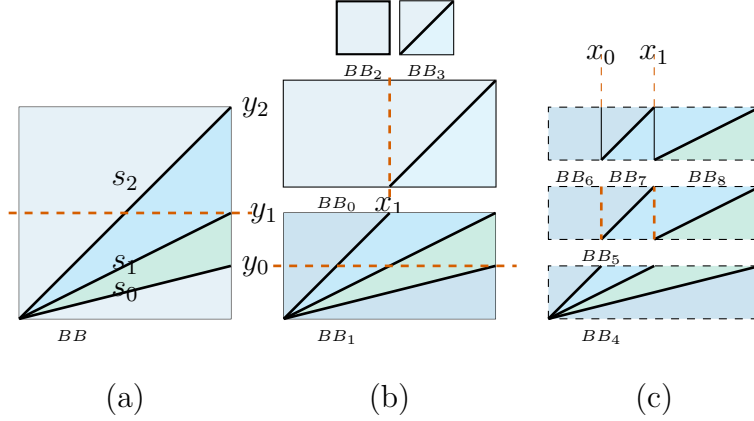 x₀ x₁
BB₂ BB₃
y₂
s₂
BB₆ BB₇ BB₈
BB₀ x₁
y₁
s₁
BB₅
y₀
s₀
BB BB₁ BB₄
(a) (b) (c)